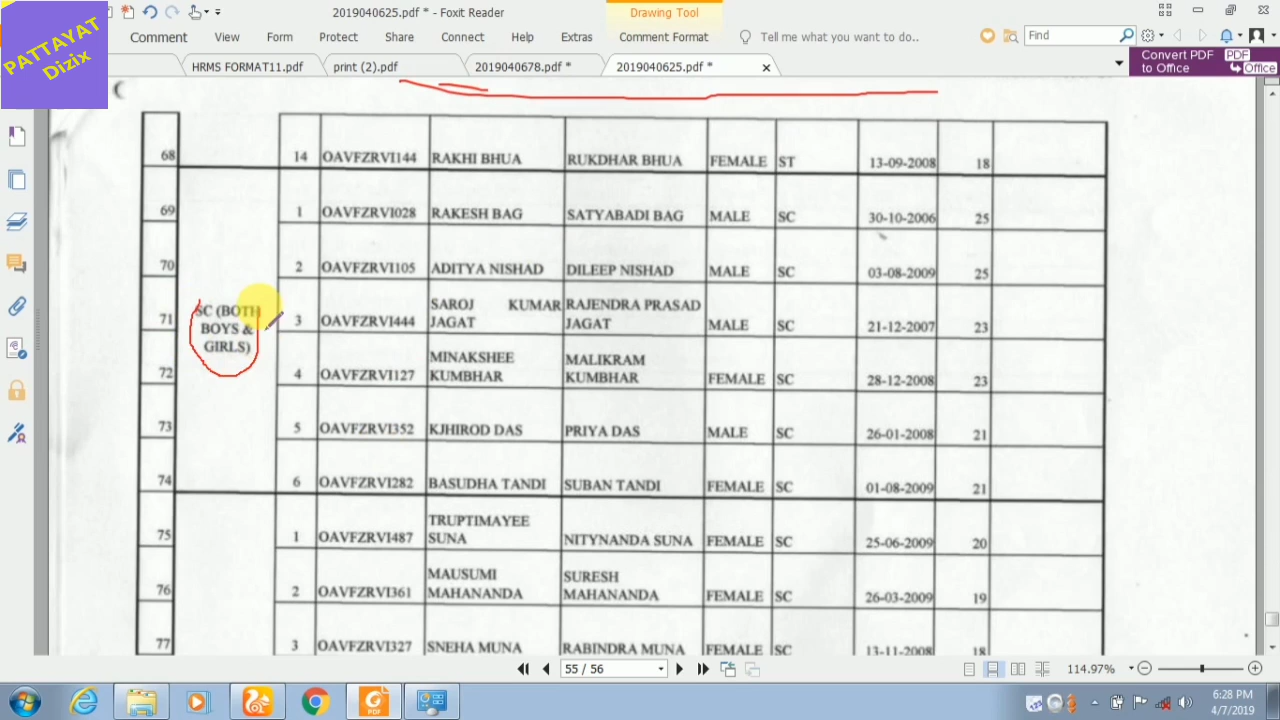 PATTAYAT
Dizix
2019040625.pdf * - Foxit Reader
Drawing Tool
Comment View Form Protect Share Connect Help Extras Comment Format Tell me what you want to do.. Find
HRMS FORMAT11.pdf print (2).pdf 2019040626.pdf * 2019040625.pdf *
Convert PDF
to Office
PDF
Office
68 14 OAVFZRVI144 RAKHI BHUA RUKDHAR BHUA FEMALE ST 13-09-2008 18
69 1 OAVFZRVI028 RAKESH BAG SATYABADI BAG MALE SC 30-10-2006 25
70 2 OAVFZRVI105 ADITYA NISHAD DILEEP NISHAD MALE SC 03-08-2009 25
SC (BOTH
BOYS &
GIRLS)
71 3 OAVFZRVI444 SAROJ KUMAR JAGAT RAJENDRA PRASAD JAGAT MALE SC 21-12-2007 23
72 4 OAVFZRVI127 MINAKSHEE KUMBHAR MALIKRAM KUMBHAR FEMALE SC 28-12-2008 23
73 5 OAVFZRVI352 KJHIROD DAS PRIYA DAS MALE SC 26-01-2008 21
74 6 OAVFZRVI282 BASUDHA TANDI SUBAN TANDI FEMALE SC 01-08-2009 21
75 1 OAVFZRVI487 TRUPTIMAYEE SUNA NITYNANDA SUNA FEMALE SC 25-06-2009 20
76 2 OAVFZRVI361 MAUSUMI MAHANANDA SURESH MAHANANDA FEMALE SC 26-03-2009 19
77 3 OAVFZRVI327 SNEHA MUNA RABINDRA MUNA FEMALE SC 13-11-2008 18
55 / 56
114.97%
6:28 PM
4/7/2019